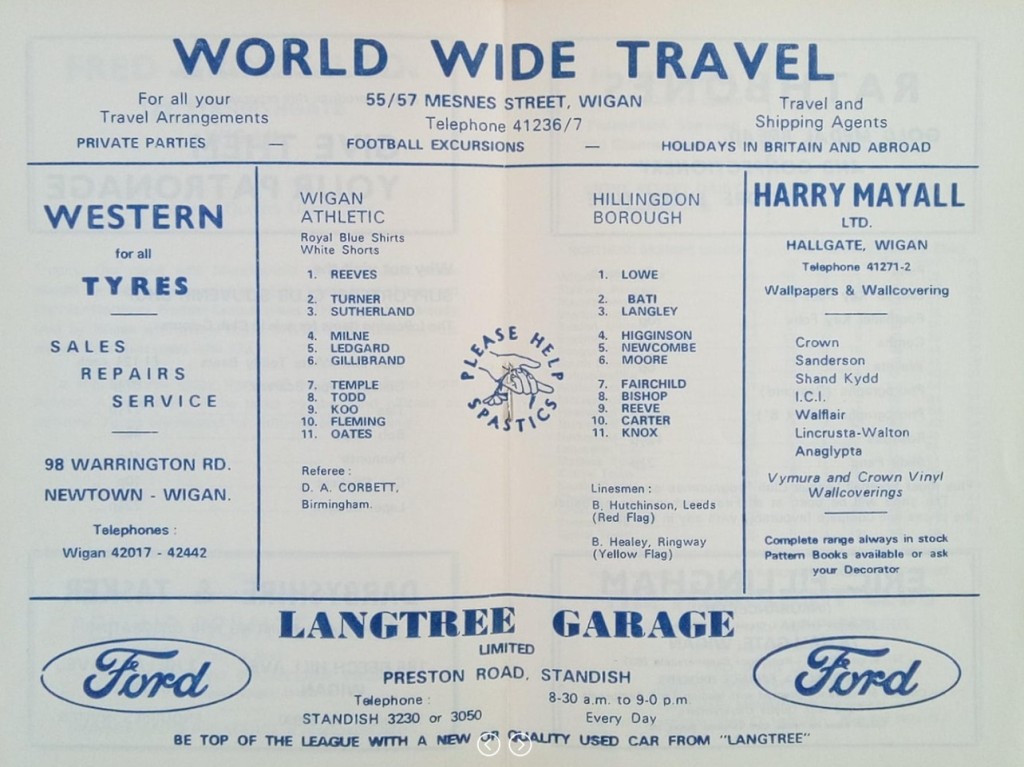 WORLD WIDE TRAVEL
For all your
Travel Arrangements
55/57 MESNES STREET, WIGAN
Telephone 41236/7
Travel and
Shipping Agents
PRIVATE PARTIES — FOOTBALL EXCURSIONS — HOLIDAYS IN BRITAIN AND ABROAD
WESTERN
for all
TYRES
SALES
REPAIRS
SERVICE
98 WARRINGTON RD.
NEWTOWN - WIGAN.
Telephones :
Wigan 42017 - 42442
WIGAN
ATHLETIC
Royal Blue Shirts
White Shorts
1. REEVES
2. TURNER
3. SUTHERLAND
4. MILNE
5. LEDGARD
6. GILLIBRAND
7. TEMPLE
8. TODD
9. KOO
10. FLEMING
11. OATES
Referee :
D. A. CORBETT,
Birmingham.
PLEASE HELP
SPASTICS
HILLINGDON
BOROUGH
1. LOWE
2. BATI
3. LANGLEY
4. HIGGINSON
5. NEWCOMBE
6. MOORE
7. FAIRCHILD
8. BISHOP
9. REEVE
10. CARTER
11. KNOX
Linesmen :
B. Hutchinson, Leeds
(Red Flag)
B. Healey, Ringway
(Yellow Flag)
HARRY MAYALL
LTD.
HALLGATE, WIGAN
Telephone 41271-2
Wallpapers & Wallcovering
Crown
Sanderson
Shand Kydd
I.C.I.
Walflair
Lincrusta-Walton
Anaglypta
Vymura and Crown Vinyl
Wallcoverings
Complete range always in stock
Pattern Books available or ask
your Decorator
LANGTREE GARAGE
LIMITED
Ford
PRESTON ROAD, STANDISH
Telephone :
STANDISH 3230 or 3050
8-30 a.m. to 9-0 p.m.
Every Day
Ford
BE TOP OF THE LEAGUE WITH A NEW OR QUALITY USED CAR FROM "LANGTREE"